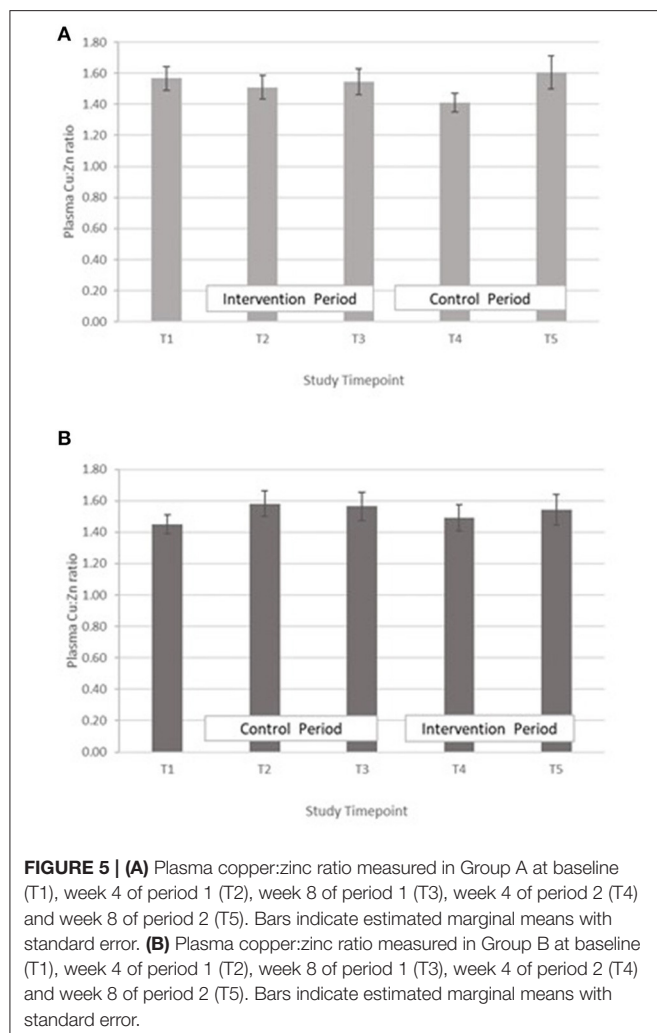 A
1.80
1.60
1.40
1.20
1.00
0.80
0.60
0.40
0.20
0.00
Plasma Cu:Zn ratio
Intervention Period
Control Period
T1 T2 T3 T4 T5
Study Timepoint
B
1.80
1.60
1.40
1.20
1.00
0.80
0.60
0.40
0.20
0.00
Plasma Cu:Zn ratio
Control Period
Intervention Period
T1 T2 T3 T4 T5
Study Timepoint
FIGURE 5 | (A) Plasma copper:zinc ratio measured in Group A at baseline
(T1), week 4 of period 1 (T2), week 8 of period 1 (T3), week 4 of period 2 (T4)
and week 8 of period 2 (T5). Bars indicate estimated marginal means with
standard error. (B) Plasma copper:zinc ratio measured in Group B at baseline
(T1), week 4 of period 1 (T2), week 8 of period 1 (T3), week 4 of period 2 (T4)
and week 8 of period 2 (T5). Bars indicate estimated marginal means with
standard error.